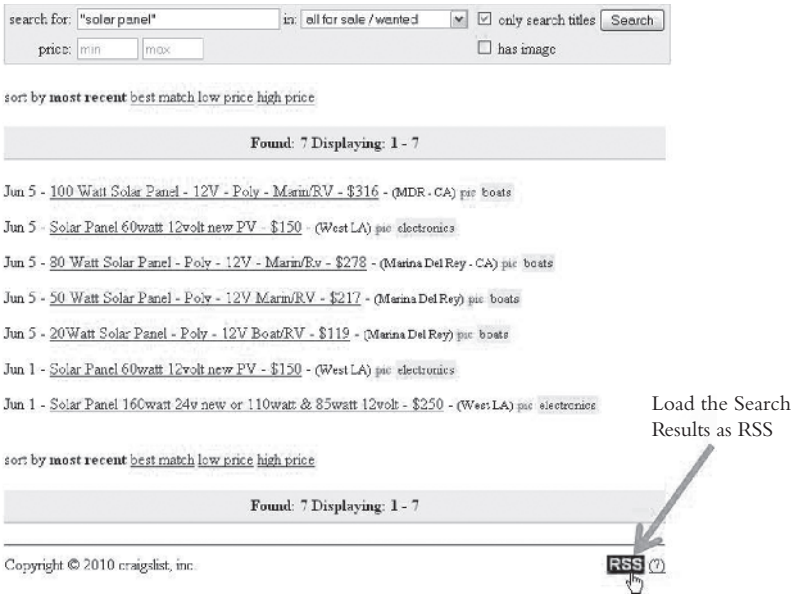 search for: "solar panel" in: all for sale / wanted only search titles Search
price: min max has image
sort by most recent best match low price high price
Found: 7 Displaying: 1 - 7
Jun 5 - 100 Watt Solar Panel - 12V - Poly - Marin/RV - $316 - (MDR - CA) pic boats
Jun 5 - Solar Panel 60watt 12volt new PV - $150 - (West LA) pic electronics
Jun 5 - 80 Watt Solar Panel - Poly - 12V - Marin/Rv - $278 - (Marina Del Rey - CA) pic boats
Jun 5 - 50 Watt Solar Panel - Poly - 12V Marin/RV - $217 - (Marina Del Rey) pic boats
Jun 5 - 20Watt Solar Panel - Poly - 12V Boat/RV - $119 - (Marina Del Rey) pic boats
Jun 1 - Solar Panel 60watt 12volt new PV - $150 - (West LA) pic electronics
Jun 1 - Solar Panel 160watt 24v new or 110watt & 85watt 12volt - $250 - (West LA) pic electronics
Load the Search
Results as RSS
sort by most recent best match low price high price
Found: 7 Displaying: 1 - 7
Copyright © 2010 craigslist, inc. RSS (?)